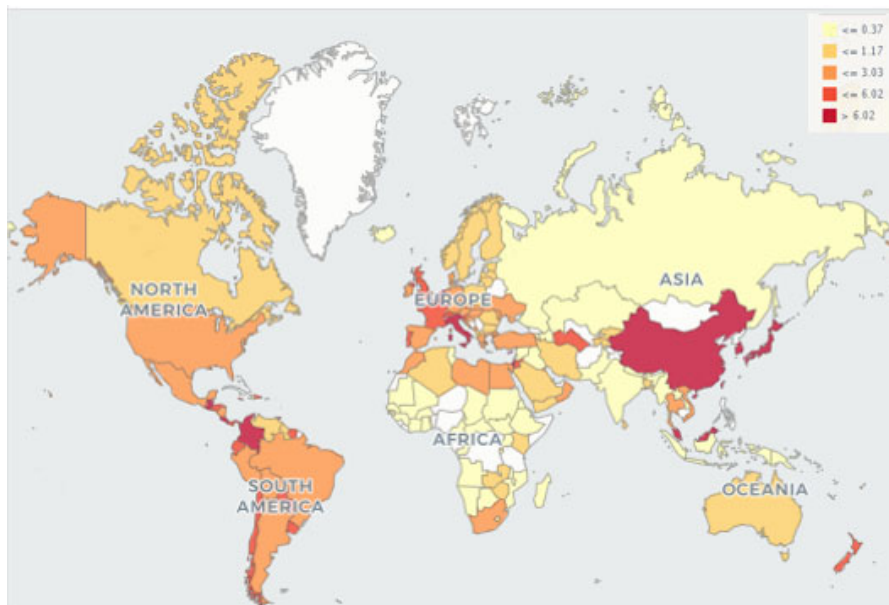 <= 0.37
<= 1.17
<= 3.03
<= 6.02
> 6.02
NORTH
AMERICA
EUROPE
ASIA
AFRICA
SOUTH
AMERICA
OCEANIA